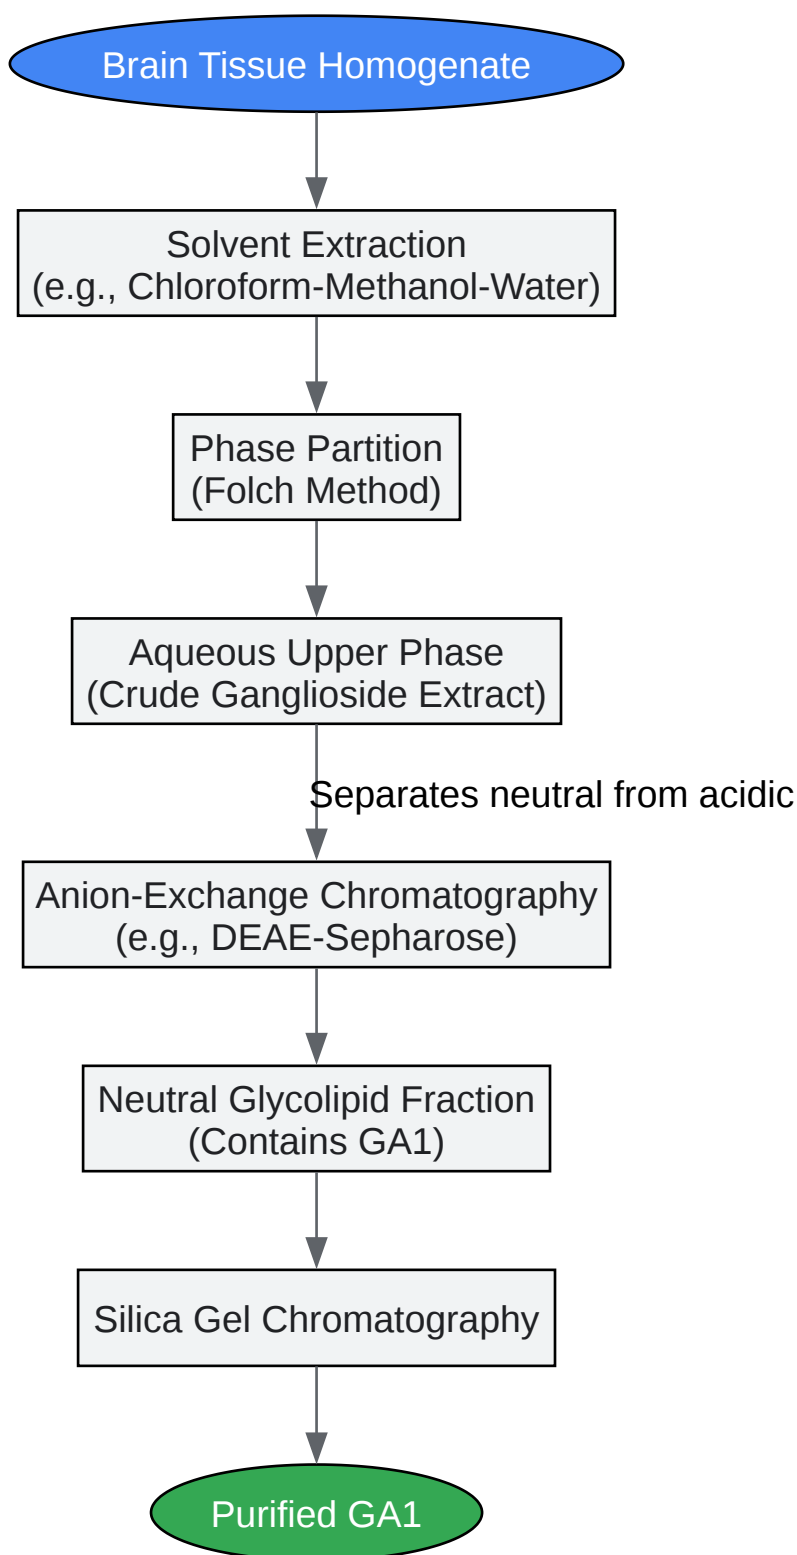 Brain Tissue Homogenate
Solvent Extraction
(e.g., Chloroform-Methanol-Water)
Phase Partition
(Folch Method)
Aqueous Upper Phase
(Crude Ganglioside Extract)
Separates neutral from acidic
Anion-Exchange Chromatography
(e.g., DEAE-Sepharose)
Neutral Glycolipid Fraction
(Contains GA1)
Silica Gel Chromatography
Purified GA1